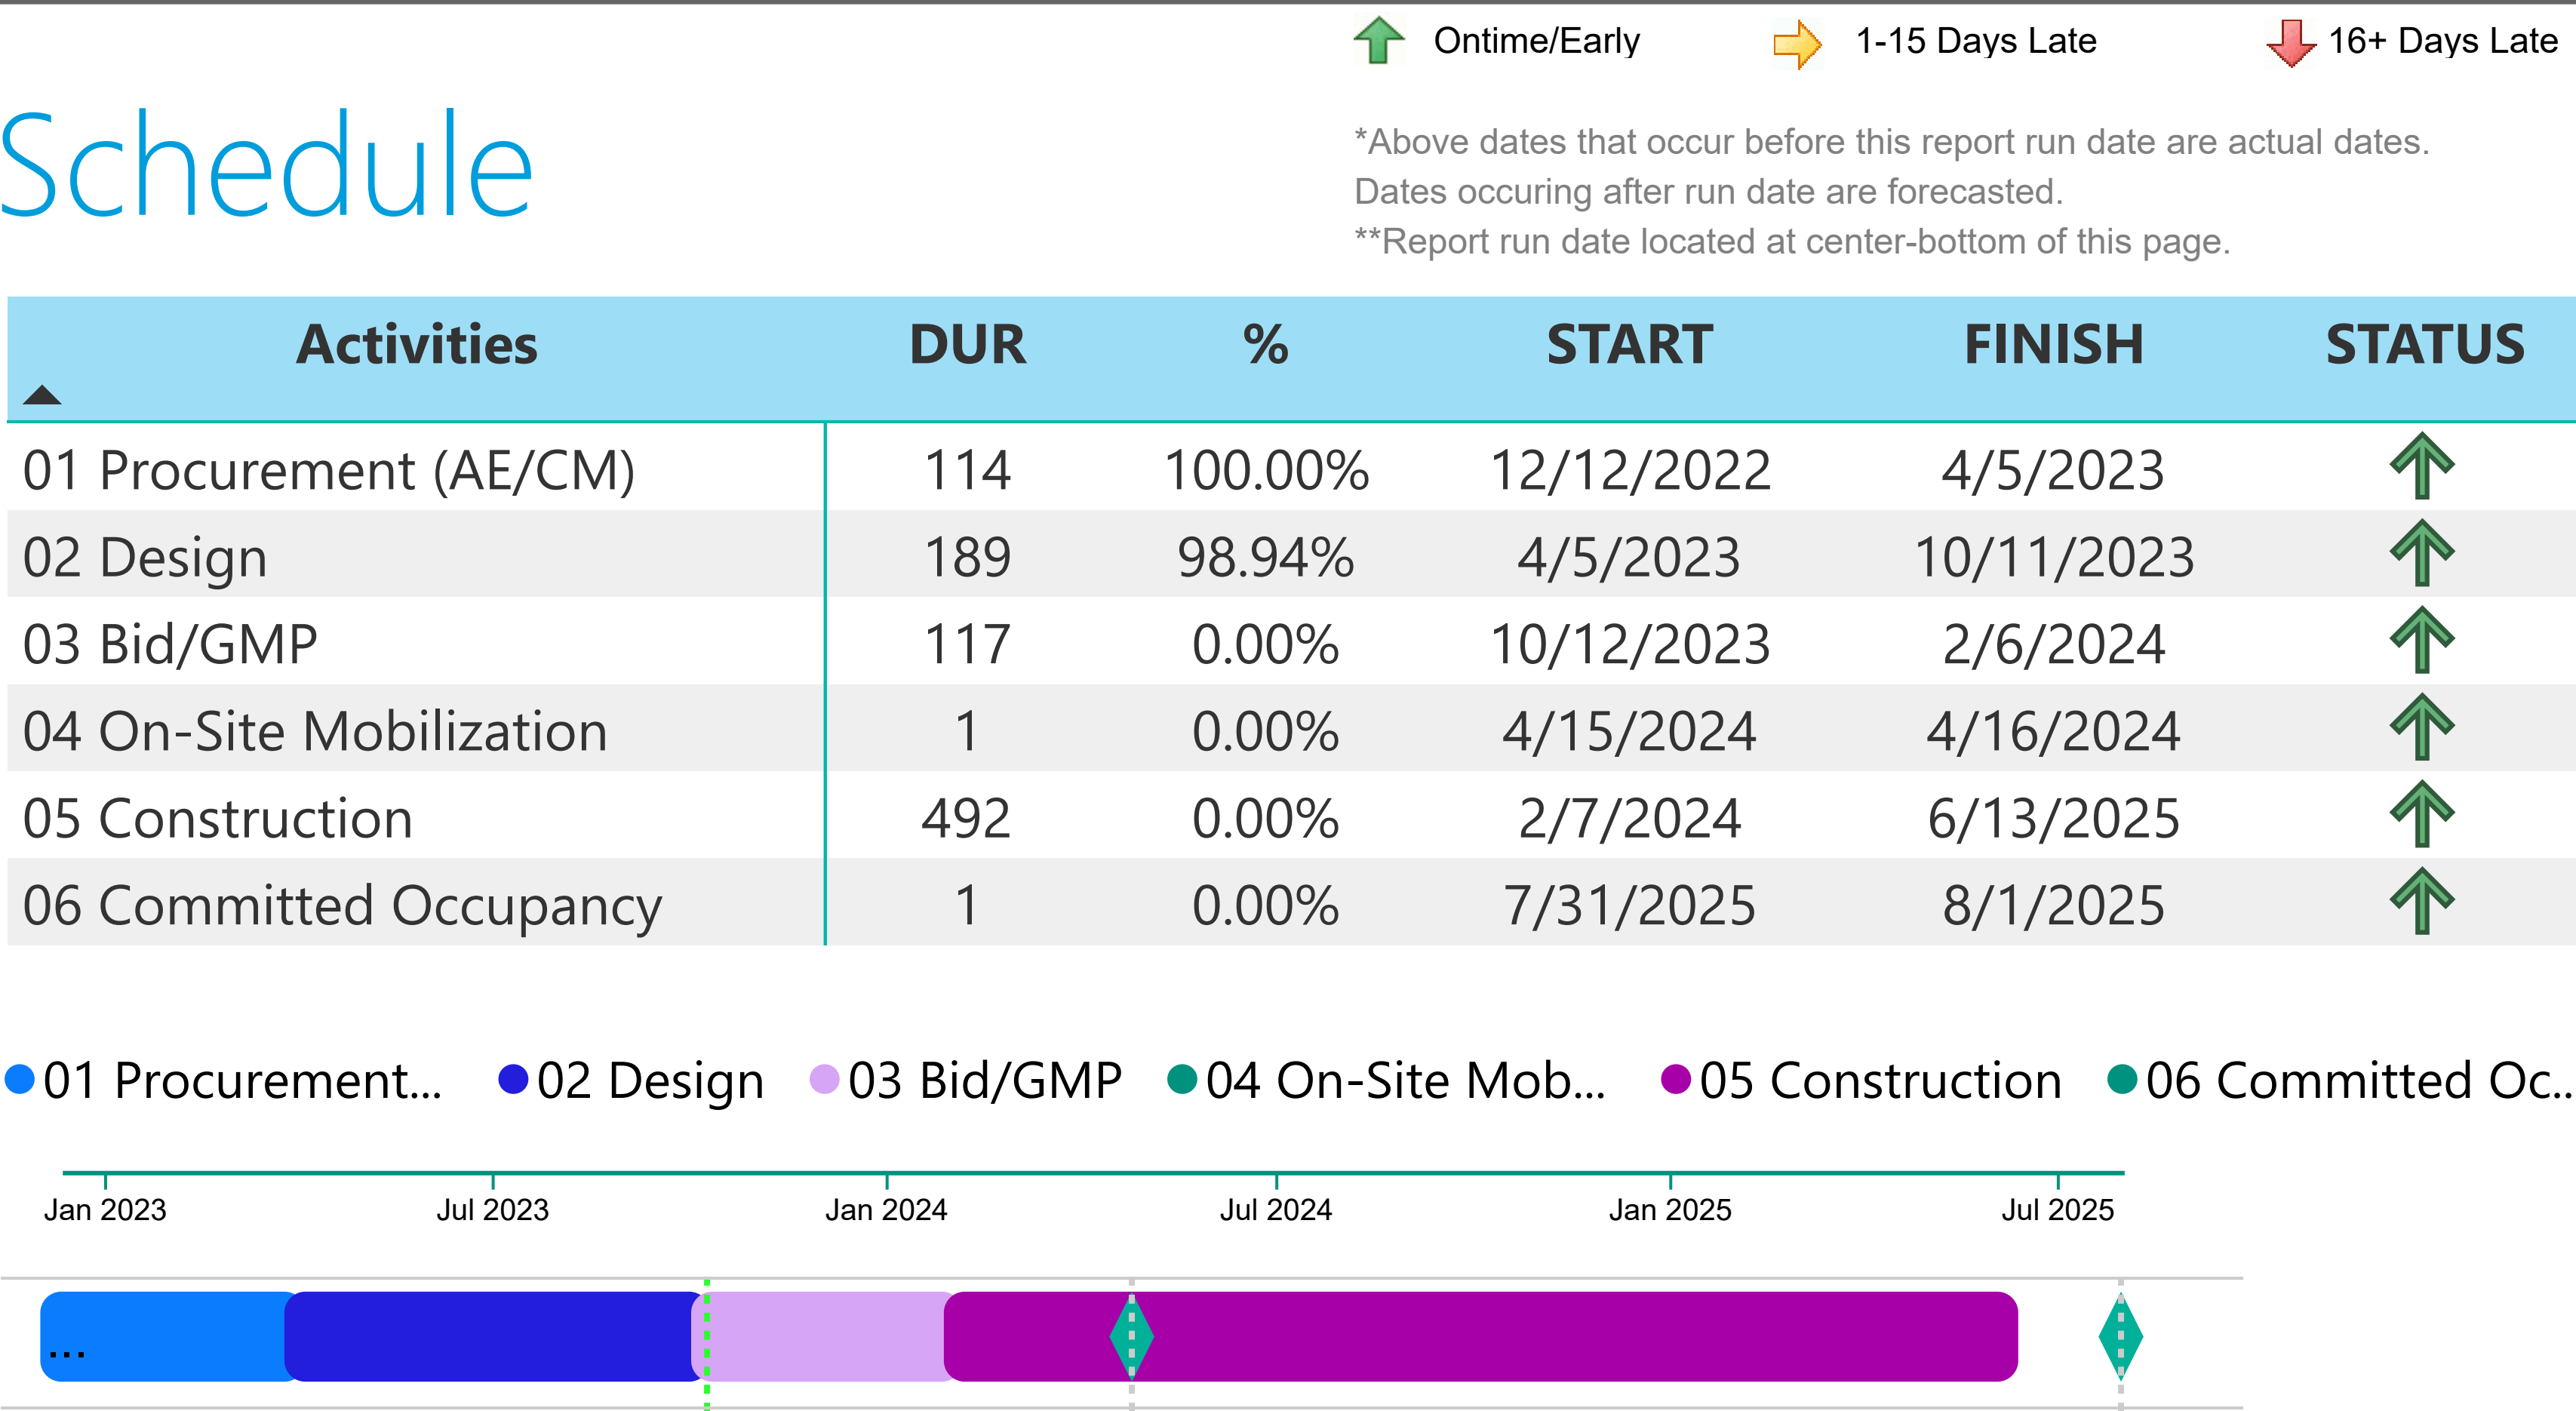 Ontime/Early 1-15 Days Late 16+ Days Late
Schedule
*Above dates that occur before this report run date are actual dates.
Dates occuring after run date are forecasted.
**Report run date located at center-bottom of this page.
Activities DUR % START FINISH STATUS
01 Procurement (AE/CM) 114 100.00% 12/12/2022 4/5/2023
02 Design 189 98.94% 4/5/2023 10/11/2023
03 Bid/GMP 117 0.00% 10/12/2023 2/6/2024
04 On-Site Mobilization 1 0.00% 4/15/2024 4/16/2024
05 Construction 492 0.00% 2/7/2024 6/13/2025
06 Committed Occupancy 1 0.00% 7/31/2025 8/1/2025
01 Procurement... 02 Design 03 Bid/GMP 04 On-Site Mob... 05 Construction 06 Committed Oc...
Jan 2023 Jul 2023 Jan 2024 Jul 2024 Jan 2025 Jul 2025
...